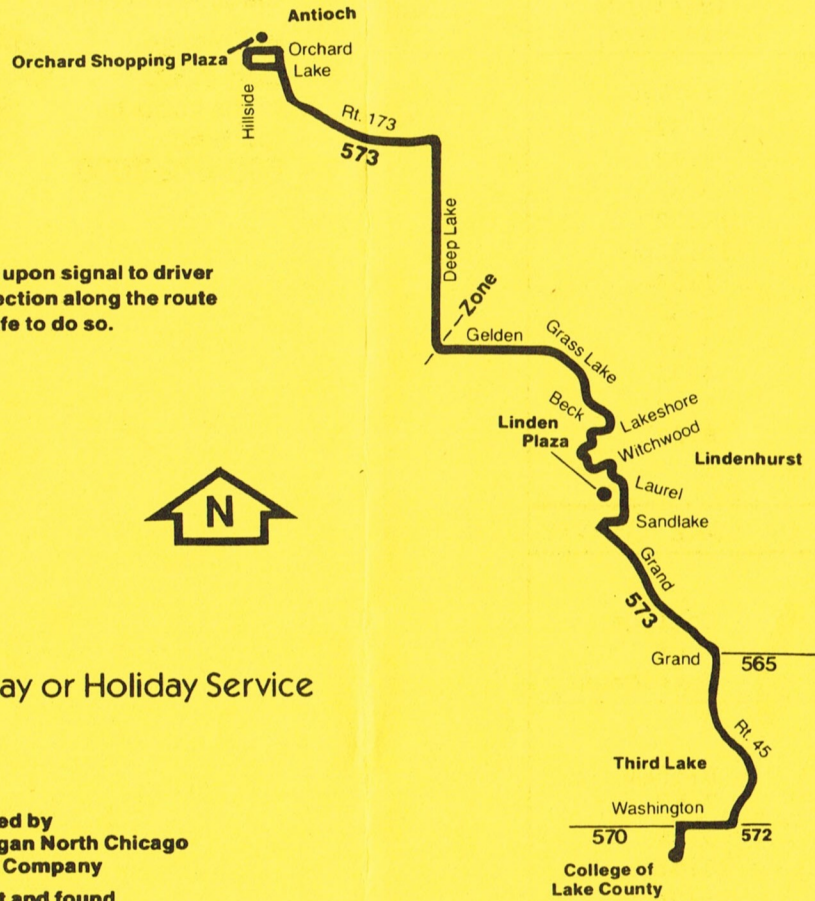 Antioch
Orchard Shopping Plaza
Orchard
Lake
Hillside
Rt. 173
573
Deep Lake
upon signal to driver
ection along the route
fe to do so.
Zone
Gelden
Grass Lake
Beck
Lakeshore
Linden
Plaza
Witchwood
Lindenhurst
Laurel
Sandlake
N
Grand
573
Grand
565
ay or Holiday Service
Rt. 45
Third Lake
Washington
570
572
ed by
gan North Chicago
Company
College of
Lake County
t and found